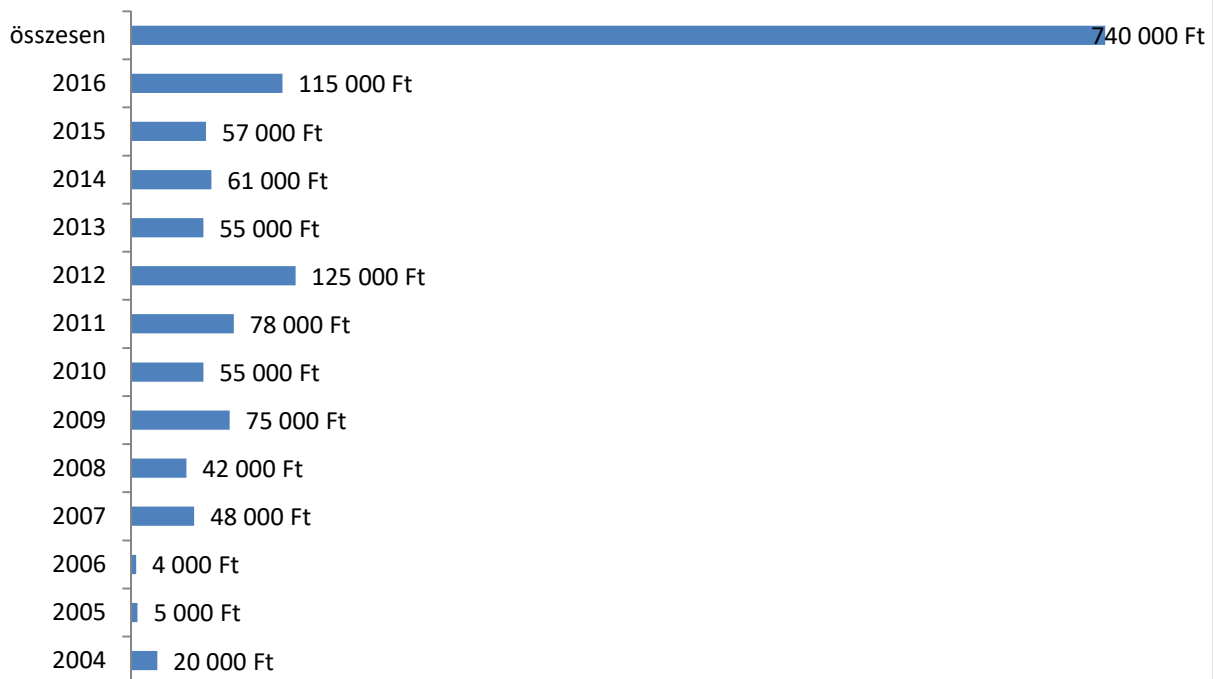 összesen 740 000 Ft
2016 115 000 Ft
2015 57 000 Ft
2014 61 000 Ft
2013 55 000 Ft
2012 125 000 Ft
2011 78 000 Ft
2010 55 000 Ft
2009 75 000 Ft
2008 42 000 Ft
2007 48 000 Ft
2006 4 000 Ft
2005 5 000 Ft
2004 20 000 Ft